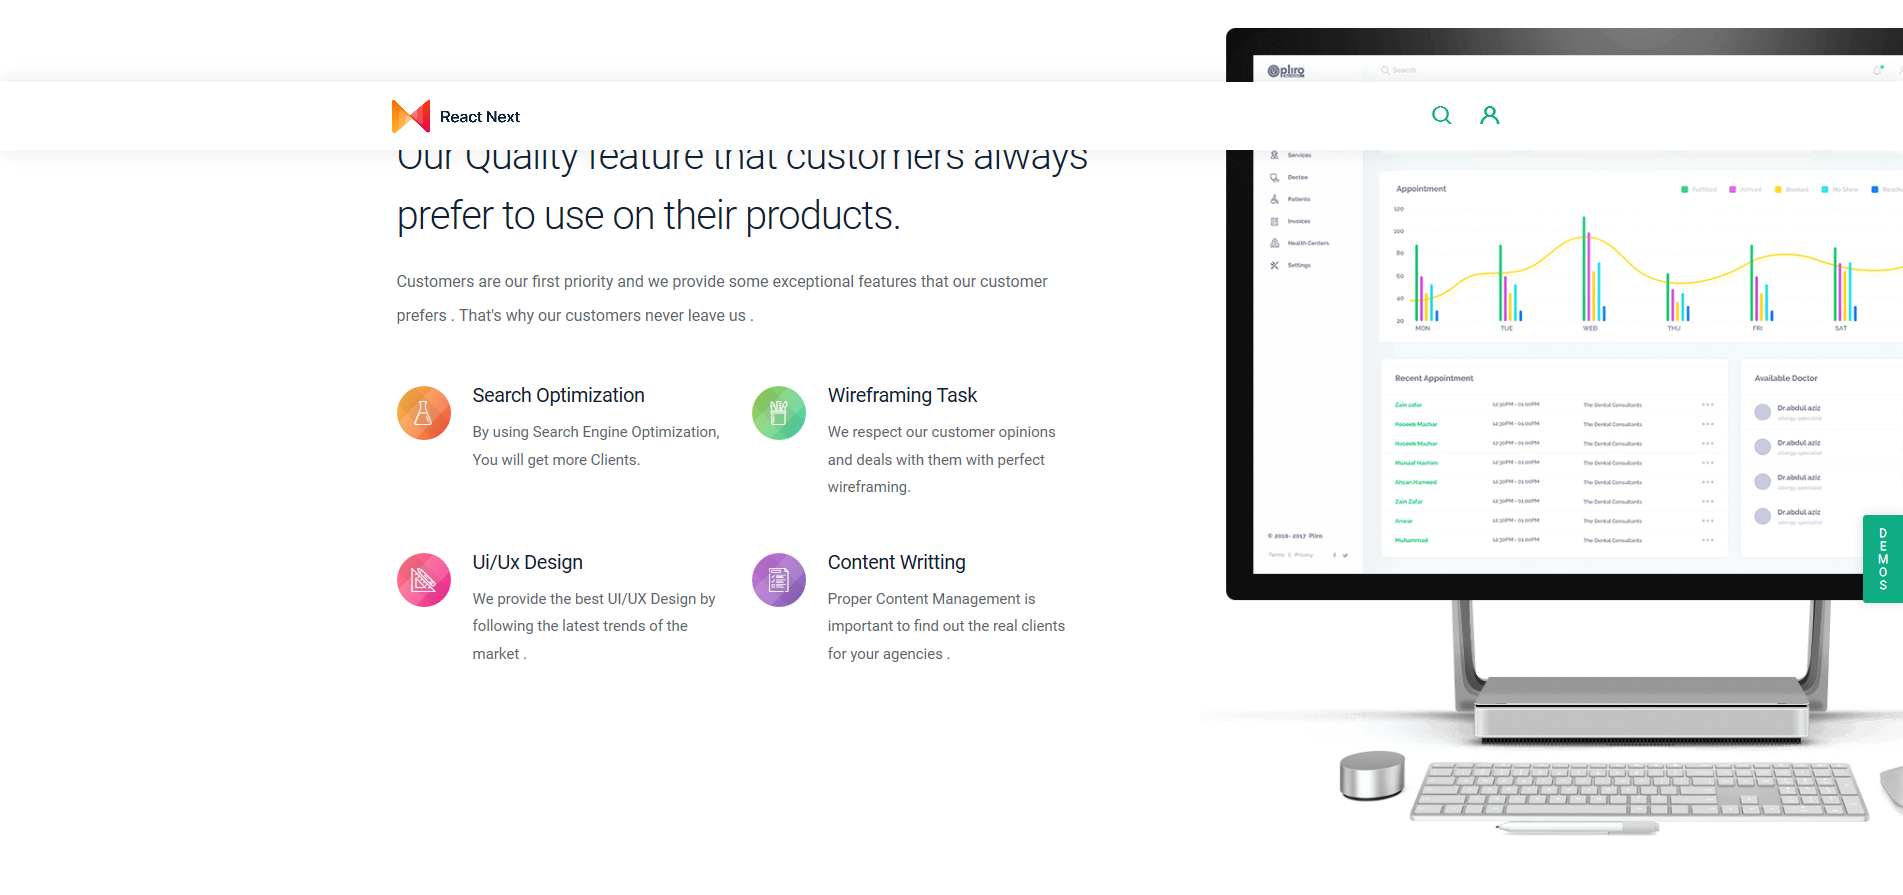 pliro
Search
React Next
Our Quality feature that customers always
prefer to use on their products.
Customers are our first priority and we provide some exceptional features that our customer
prefers . That's why our customers never leave us .
Search Optimization
By using Search Engine Optimization,
You will get more Clients.
Wireframing Task
We respect our customer opinions
and deals with them with perfect
wireframing.
Ui/Ux Design
We provide the best UI/UX Design by
following the latest trends of the
market .
Content Writting
Proper Content Management is
important to find out the real clients
for your agencies .
Services
Doctoe
Patients
Invoices
Health Centers
Settings
© 2010- 2017 Pliro
Terms || Privacy
Appointment
Fulfilled Arrived Booked No Show
120
100
80
60
40
20
MON TUE WED THU FRI SAT
Recent Appointment
Zain zafar 12:30PM - 01:00PM The Dental Consultants
Haseeb Mazhar 12:30PM - 01:00PM The Dental Consultants
Haseeb Mazhar 12:30PM - 01:00PM The Dental Consultants
Munaaf Hashim 12:30PM - 01:00PM The Dental Consultants
Ahsan Hameed 12:30PM - 01:00PM The Dental Consultants
Zain Zafar 12:30PM - 01:00PM The Dental Consultants
Anwar 12:30PM - 01:00PM The Dental Consultants
Muhammad 12:30PM - 01:00PM The Dental Consultants
Available Doctor
Dr.abdul aziz
allergy-specialist
Dr.abdul aziz
allergy-specialist
Dr.abdul aziz
allergy-specialist
Dr.abdul aziz
allergy-specialist
DEMOS